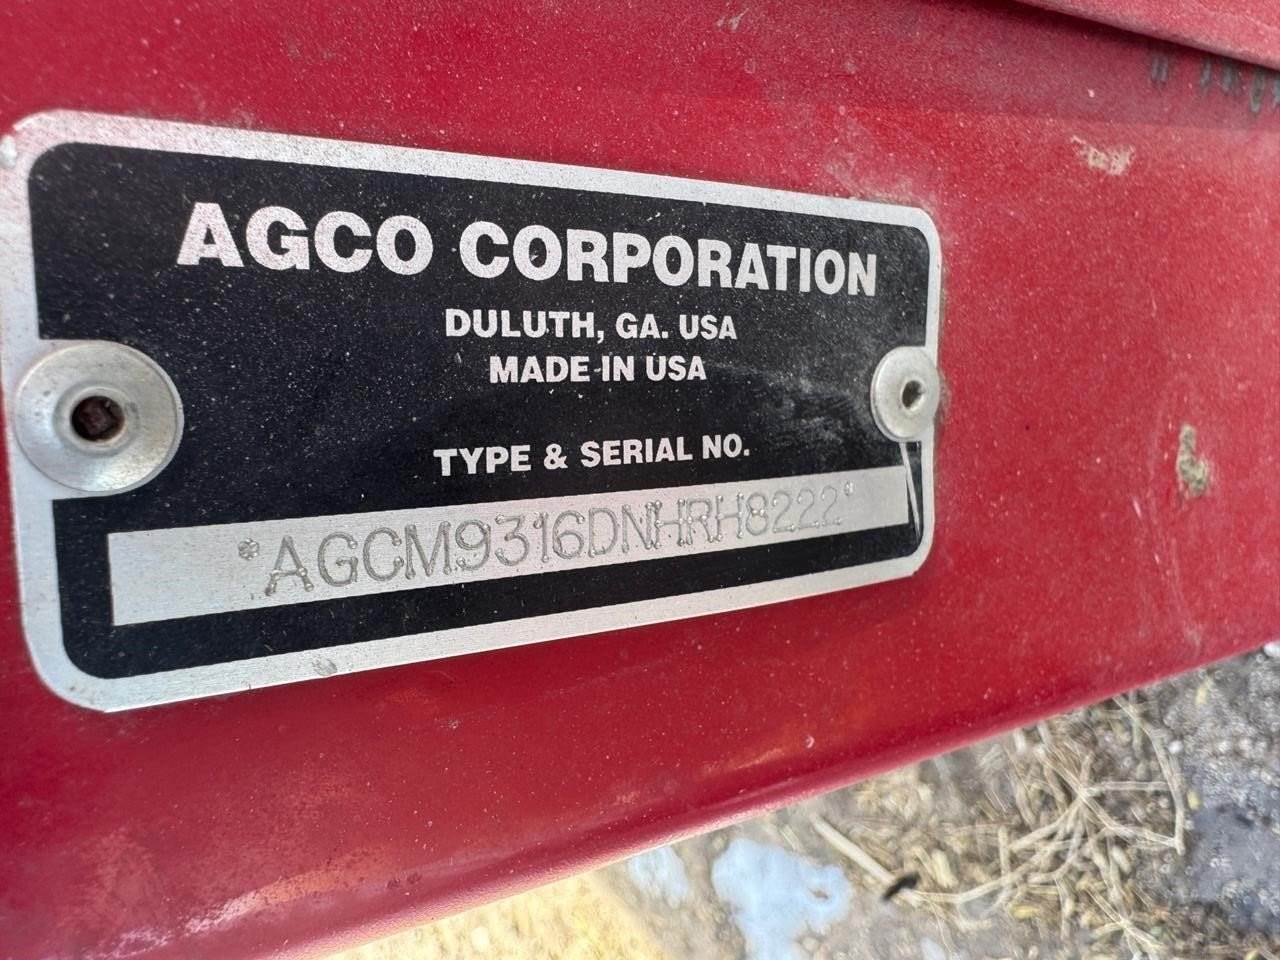 AGCO CORPORATION
DULUTH, GA. USA
MADE IN USA
TYPE & SERIAL NO.
*AGCM9316DNHRH8222*